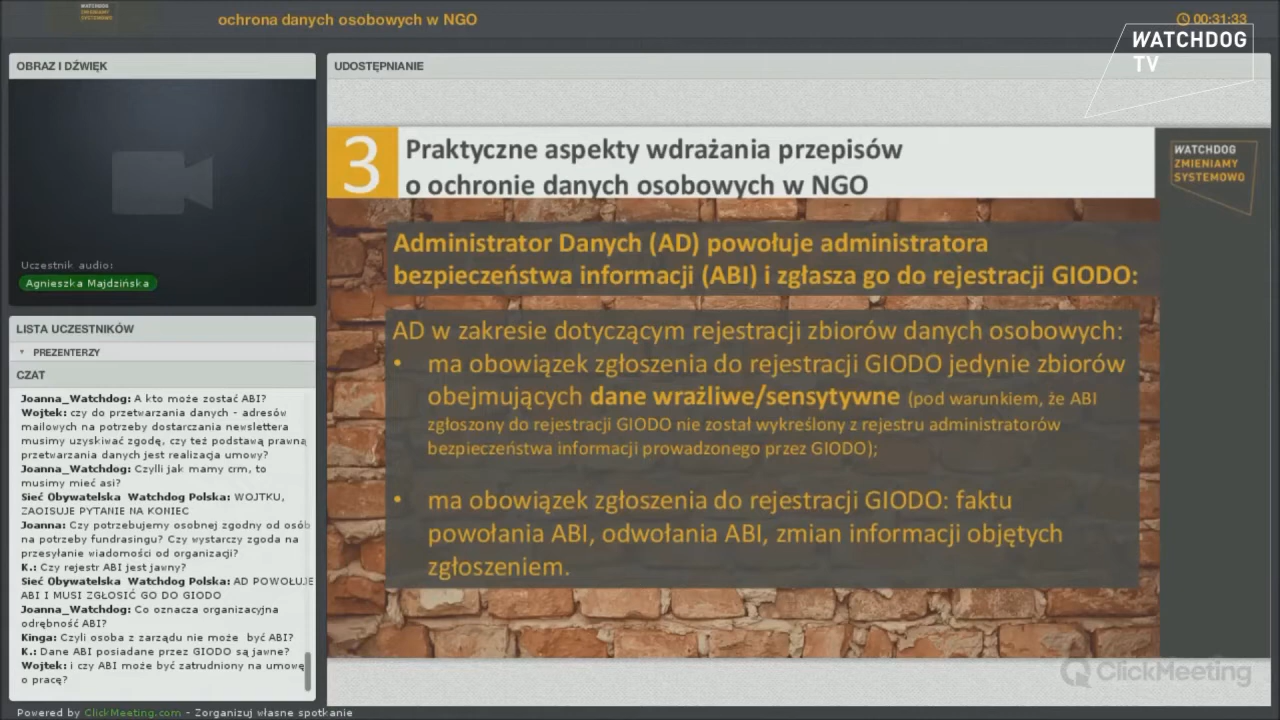 WATCHDOG
ZMIENIAMY
SYSTEMOWO
ochrona danych osobowych w NGO
00:31:33
WATCHDOG
TV
OBRAZ I DŹWIĘK
Uczestnik audio:
Agnieszka Majdzińska
LISTA UCZESTNIKÓW
PREZENTERZY
CZAT
Joanna_Watchdog: A kto może zostać ABI?
Wojtek: czy do przetwarzania danych - adresów
mailowych na potrzeby dostarczania newslettera
musimy uzyskiwać zgodę, czy też podstawą prawną
przetwarzania danych jest realizacja umowy?
Joanna_Watchdog: Czylli jak mamy crm, to
musimy mieć asi?
Sieć Obywatelska Watchdog Polska: WOJTKU,
ZAOISUJE PYTANIE NA KONIEC
Joanna: Czy potrzebujemy osobnej zgodny od osób
na potrzeby fundrasingu? Czy wystarczy zgoda na
przesyłanie wiadomości od organizacji?
K.: Czy rejestr ABI jest jawny?
Sieć Obywatelska Watchdog Polska: AD POWOŁUJE
ABI I MUSI ZGŁOSIĆ GO DO GIODO
Joanna_Watchdog: Co oznacza organizacyjna
odrębność ABI?
Kinga: Czyli osoba z zarządu nie może być ABI?
K.: Dane ABI posiadane przez GIODO są jawne?
Wojtek: i czy ABI może być zatrudniony na umowę
o pracę?
Powered by ClickMeeting.com - Zorganizuj własne spotkanie
UDOSTĘPNIANIE
3
Praktyczne aspekty wdrażania przepisów
o ochronie danych osobowych w NGO
WATCHDOG
ZMIENIAMY
SYSTEMOWO
Administrator Danych (AD) powołuje administratora
bezpieczeństwa informacji (ABI) i zgłasza go do rejestracji GIODO:
AD w zakresie dotyczącym rejestracji zbiorów danych osobowych:
• ma obowiązek zgłoszenia do rejestracji GIODO jedynie zbiorów
obejmujących dane wrażliwe/sensytywne (pod warunkiem, że ABI
zgłoszony do rejestracji GIODO nie został wykreślony z rejestru administratorów
bezpieczeństwa informacji prowadzonego przez GIODO);
• ma obowiązek zgłoszenia do rejestracji GIODO: faktu
powołania ABI, odwołania ABI, zmian informacji objętych
zgłoszeniem.
ClickMeeting